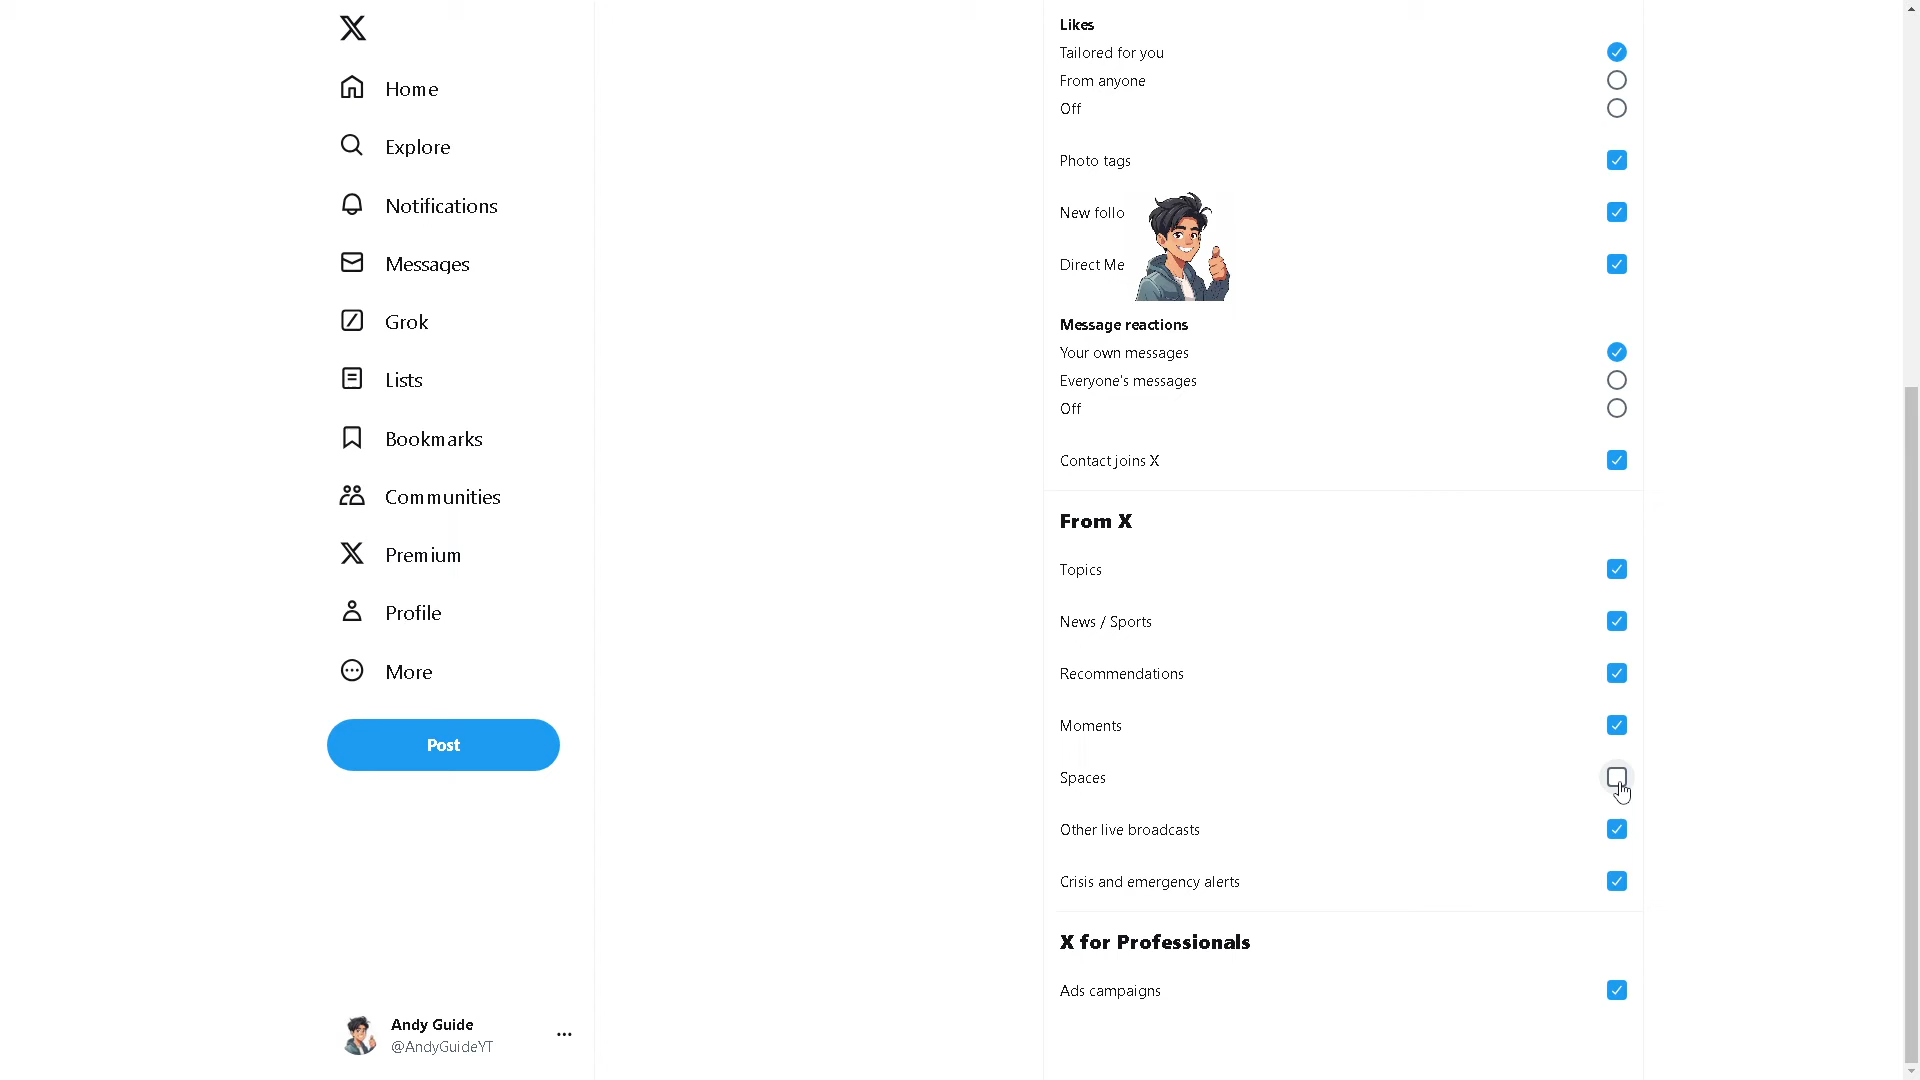 Home
Explore
Notifications
Messages
Grok
Lists
Bookmarks
Communities
Premium
Profile
More
Post
Andy Guide
@AndyGuideYT
Likes
Tailored for you
From anyone
Off
Photo tags
New follo
Direct Me
Message reactions
Your own messages
Everyone's messages
Off
Contact joins X
From X
Topics
News / Sports
Recommendations
Moments
Spaces
Other live broadcasts
Crisis and emergency alerts
X for Professionals
Ads campaigns